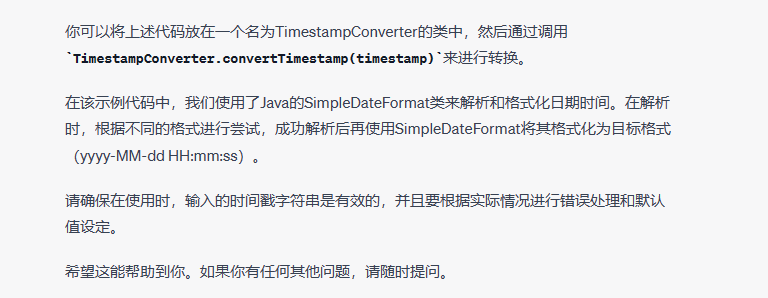 你可以将上述代码放在一个名为TimestampConverter的类中，然后通过调用
`TimestampConverter.convertTimestamp(timestamp)`来进行转换。
在该示例代码中，我们使用了Java的SimpleDateFormat类来解析和格式化日期时间。在解析
时，根据不同的格式进行尝试，成功解析后再使用SimpleDateFormat将其格式化为目标格式
（yyyy-MM-dd HH:mm:ss）。
请确保在使用时，输入的时间戳字符串是有效的，并且要根据实际情况进行错误处理和默认
值设定。
希望这能帮助到你。如果你有任何其他问题，请随时提问。